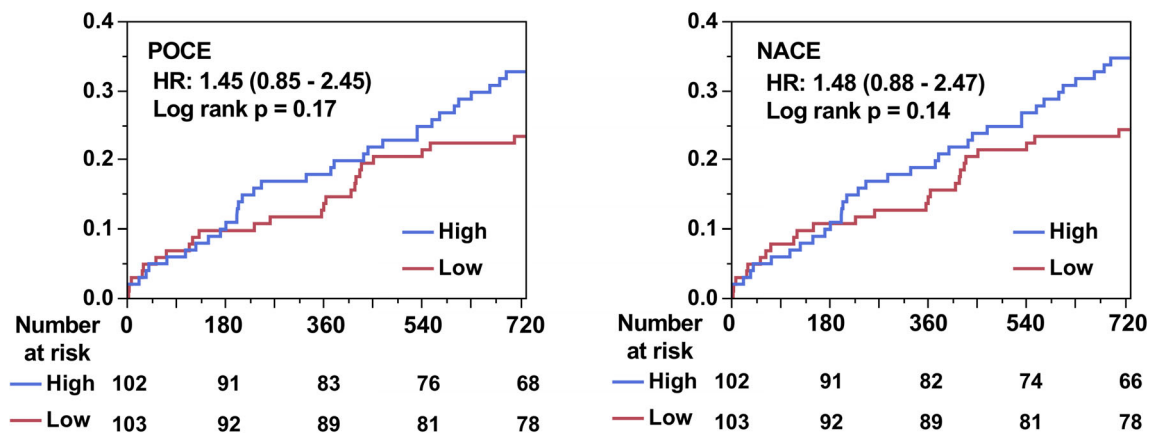 POCE
HR: 1.45 (0.85 - 2.45)
Log rank p = 0.17
0.4
0.3
0.2
0.1
0.0
High
Low
0 180 360 540 720
Number
at risk
High 102 91 83 76 68
Low 103 92 89 81 78
NACE
HR: 1.48 (0.88 - 2.47)
Log rank p = 0.14
0.4
0.3
0.2
0.1
0.0
High
Low
0 180 360 540 720
Number
at risk
High 102 91 82 74 66
Low 103 92 89 81 78